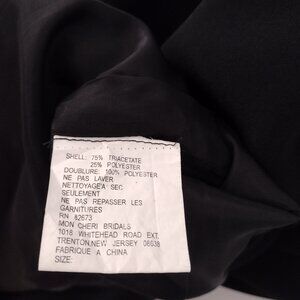 SHELL: 75% TRIACETATE
25% POLYESTER
DOUBLURE: 100% POLYESTER
NE PAS LAVER
NETTOYAGE'A SEC
SEULEMENT
NE PAS REPASSER LES
GARNITURES
RN 82673
MON CHERI BRIDALS
1018 WHITEHEAD ROAD EXT.
TRENTON,NEW JERSEY 08638
FABRIQUE A CHINA
SIZE: